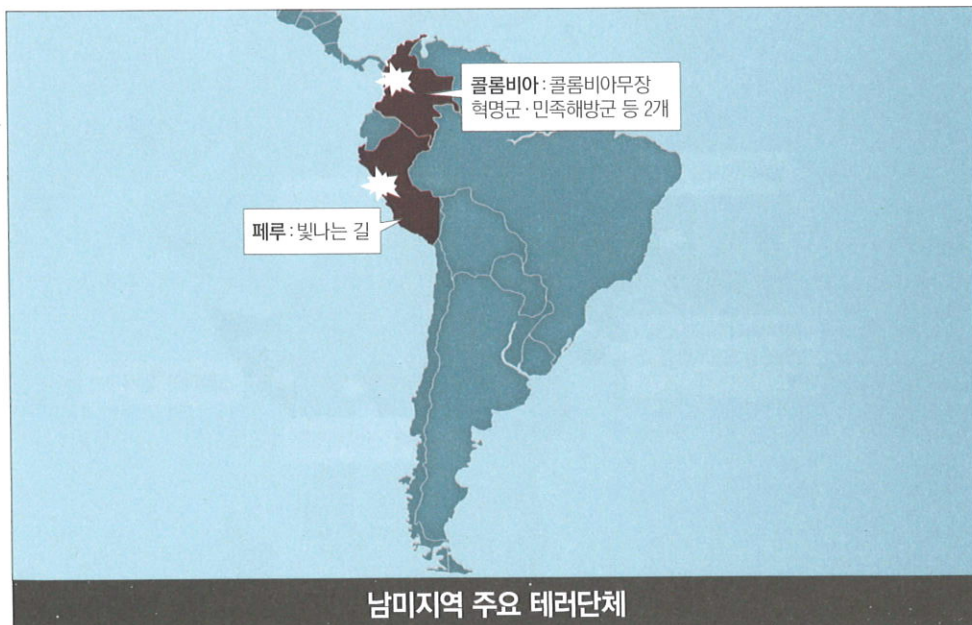 콜롬비아 : 콜롬비아무장
혁명군 · 민족해방군 등 2개
페루 : 빛나는 길
남미지역 주요 테러단체